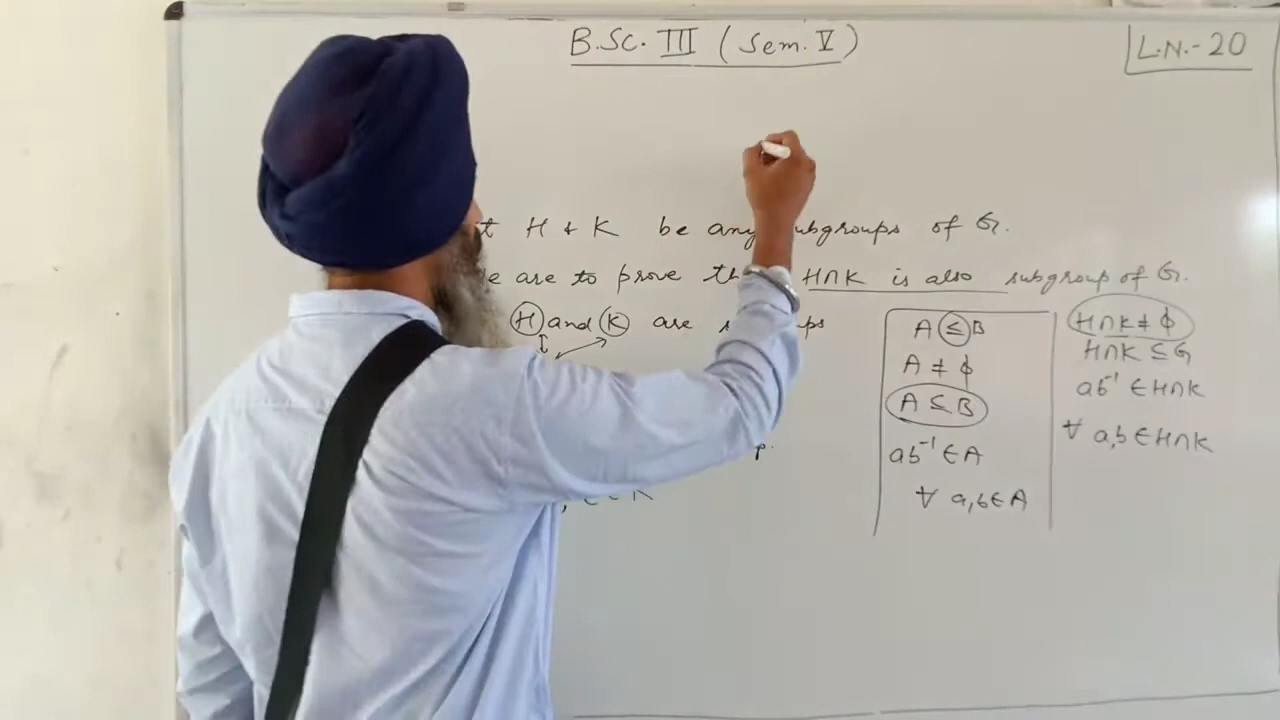 B.Sc. III (Sem. V)
L.N.-20
H & K be any subgroups of G.
are to prove H∩K is also subgroup of G.
H and K are
A ≤ B
A ≠ ϕ
A ⊆ B
ab⁻¹ ∈ A
∀ a,b ∈ A
H∩K ≠ ϕ
H∩K ⊆ G
ab⁻¹ ∈ H∩K
∀ a,b ∈ H∩K